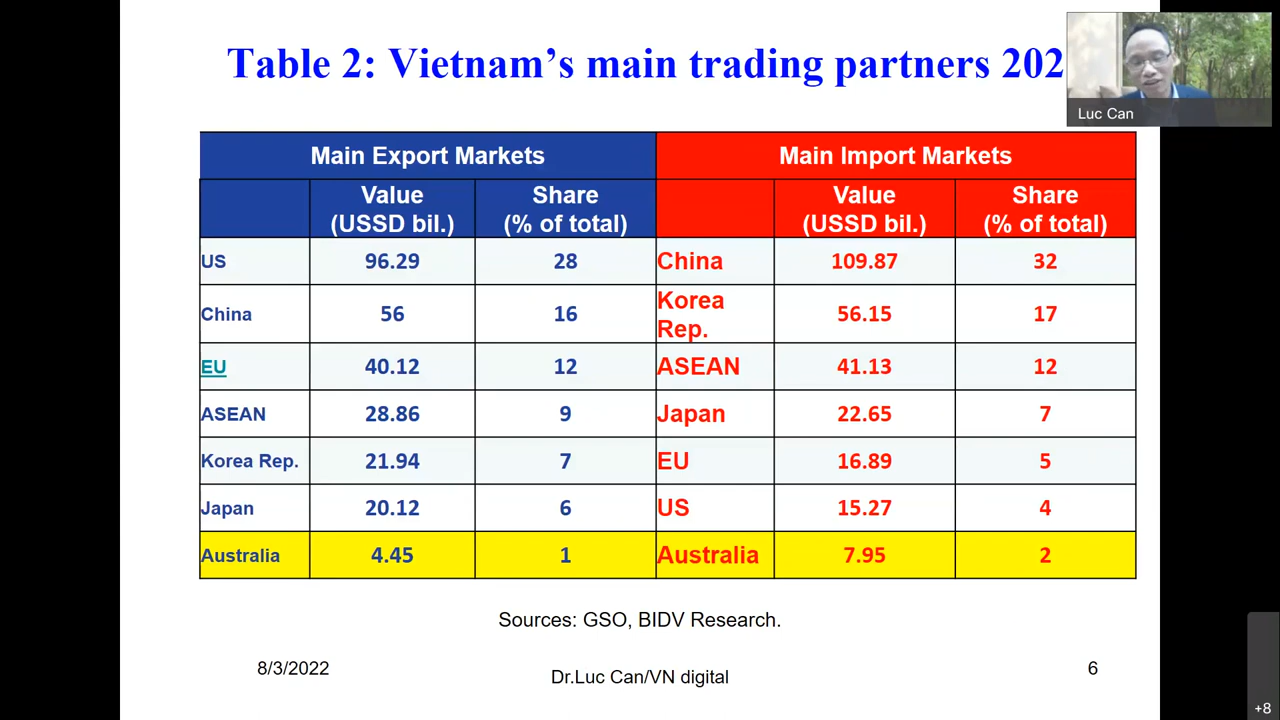 Table 2: Vietnam’s main trading partners 202
Luc Can
Main Export Markets Main Import Markets
Value Share Value Share
(USSD bil.) (% of total) (USSD bil.) (% of total)
US 96.29 28 China 109.87 32
China 56 16 Korea Rep. 56.15 17
EU 40.12 12 ASEAN 41.13 12
ASEAN 28.86 9 Japan 22.65 7
Korea Rep. 21.94 7 EU 16.89 5
Japan 20.12 6 US 15.27 4
Australia 4.45 1 Australia 7.95 2
Sources: GSO, BIDV Research.
8/3/2022 Dr.Luc Can/VN digital 6
+8